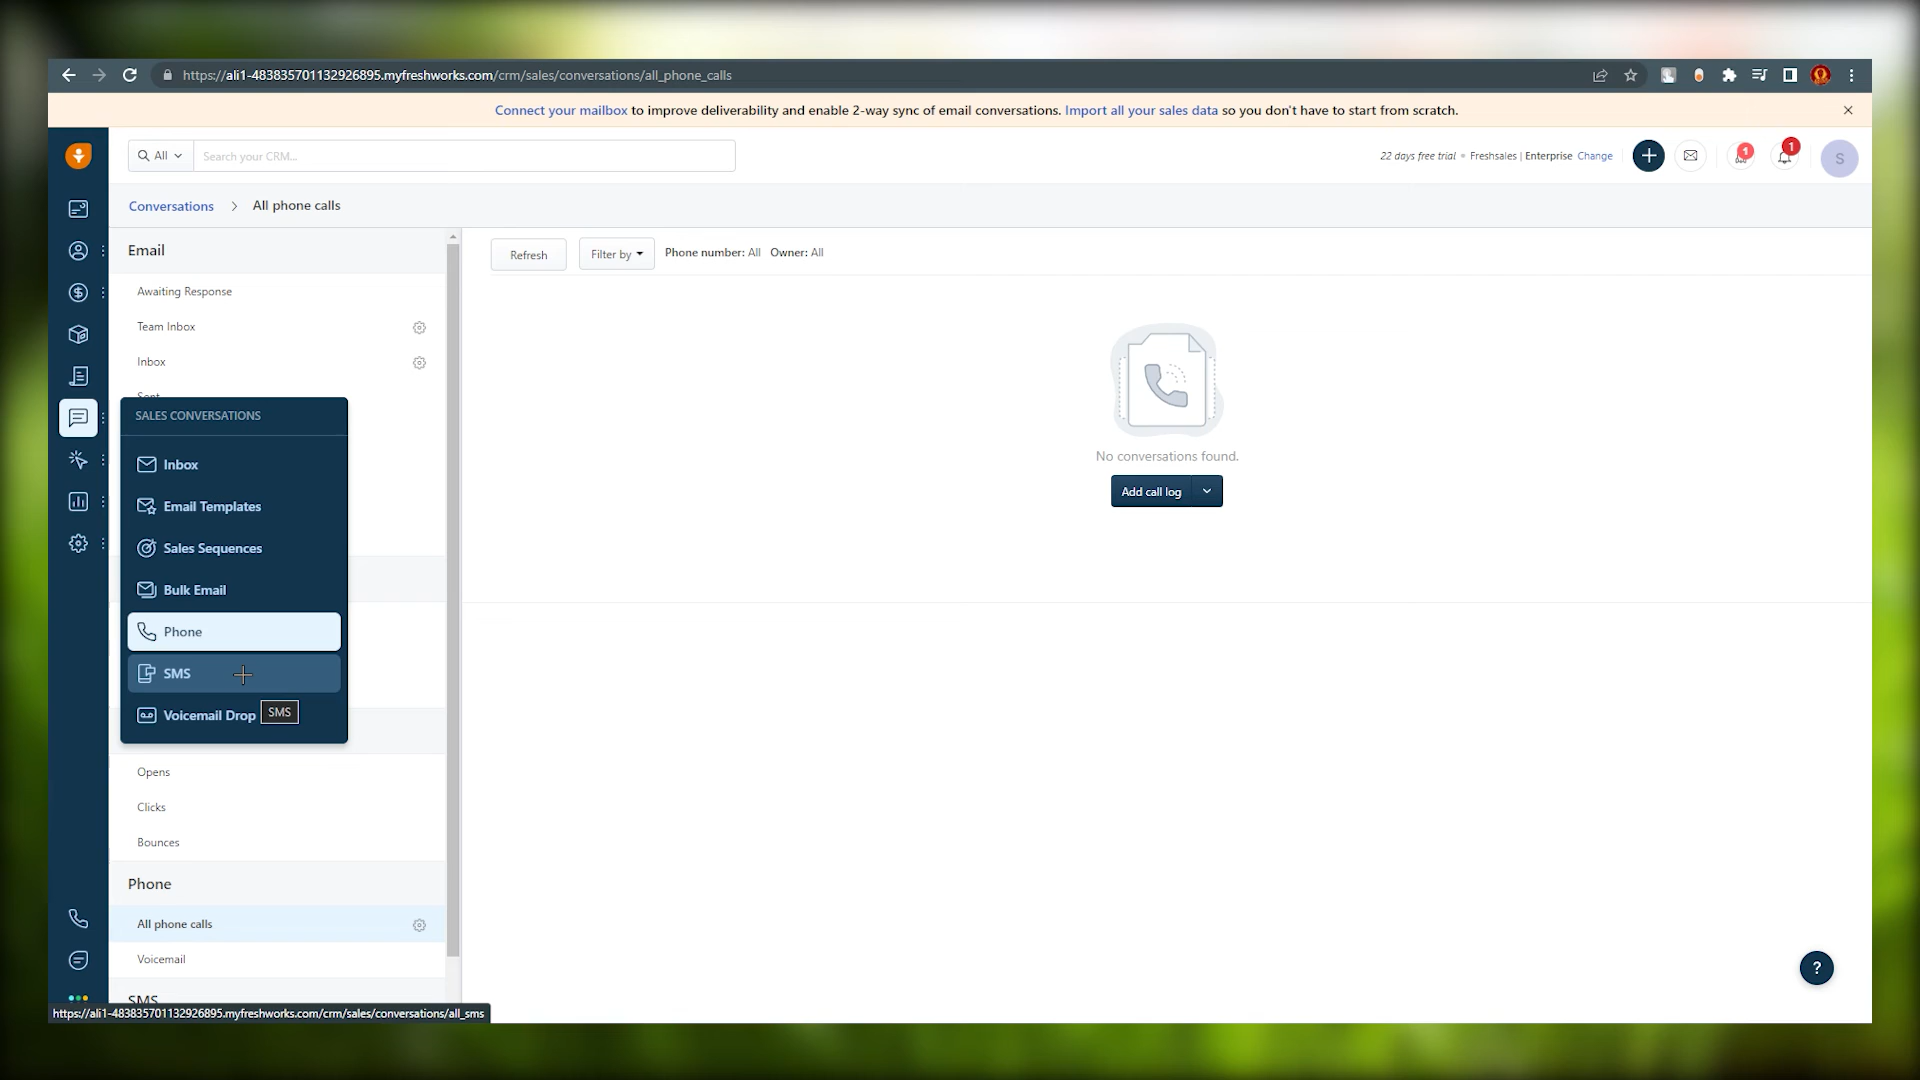 https://ali1-483835701132926895.myfreshworks.com/crm/sales/conversations/all_phone_calls
Connect your mailbox to improve deliverability and enable 2-way sync of email conversations. Import all your sales data so you don't have to start from scratch.
All
Search your CRM...
22 days free trial
Freshsales | Enterprise Change
1
1
S
Conversations > All phone calls
Email
Refresh
Filter by
Phone number: All Owner: All
Awaiting Response
Team Inbox
Inbox
SALES CONVERSATIONS
Inbox
Email Templates
Sales Sequences
Bulk Email
Phone
SMS
Voicemail Drop
SMS
No conversations found.
Add call log
Opens
Clicks
Bounces
Phone
All phone calls
Voicemail
SMS
?
https://ali1-483835701132926895.myfreshworks.com/crm/sales/conversations/all_sms